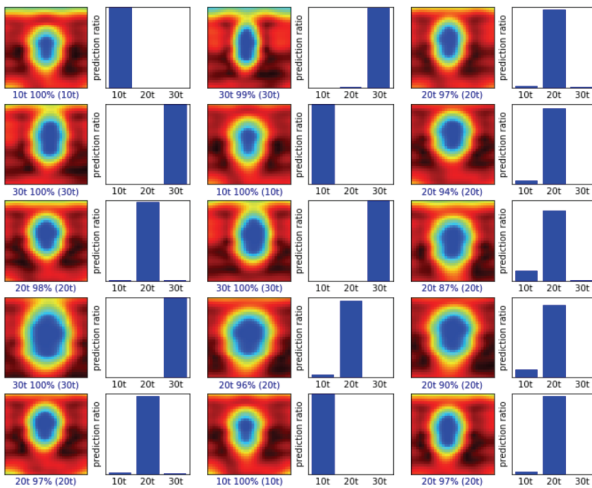 prediction ratio
prediction ratio
prediction ratio
10t 20t 30t
10t 20t 30t
10t 20t 30t
10t 100% (10t)
30t 99% (30t)
20t 97% (20t)
prediction ratio
prediction ratio
prediction ratio
10t 20t 30t
10t 20t 30t
10t 20t 30t
30t 100% (30t)
10t 100% (10t)
20t 94% (20t)
prediction ratio
prediction ratio
prediction ratio
10t 20t 30t
10t 20t 30t
10t 20t 30t
20t 98% (20t)
30t 100% (30t)
20t 87% (20t)
prediction ratio
prediction ratio
prediction ratio
10t 20t 30t
10t 20t 30t
10t 20t 30t
30t 100% (30t)
20t 96% (20t)
20t 90% (20t)
prediction ratio
prediction ratio
prediction ratio
10t 20t 30t
10t 20t 30t
10t 20t 30t
20t 97% (20t)
10t 100% (10t)
20t 97% (20t)